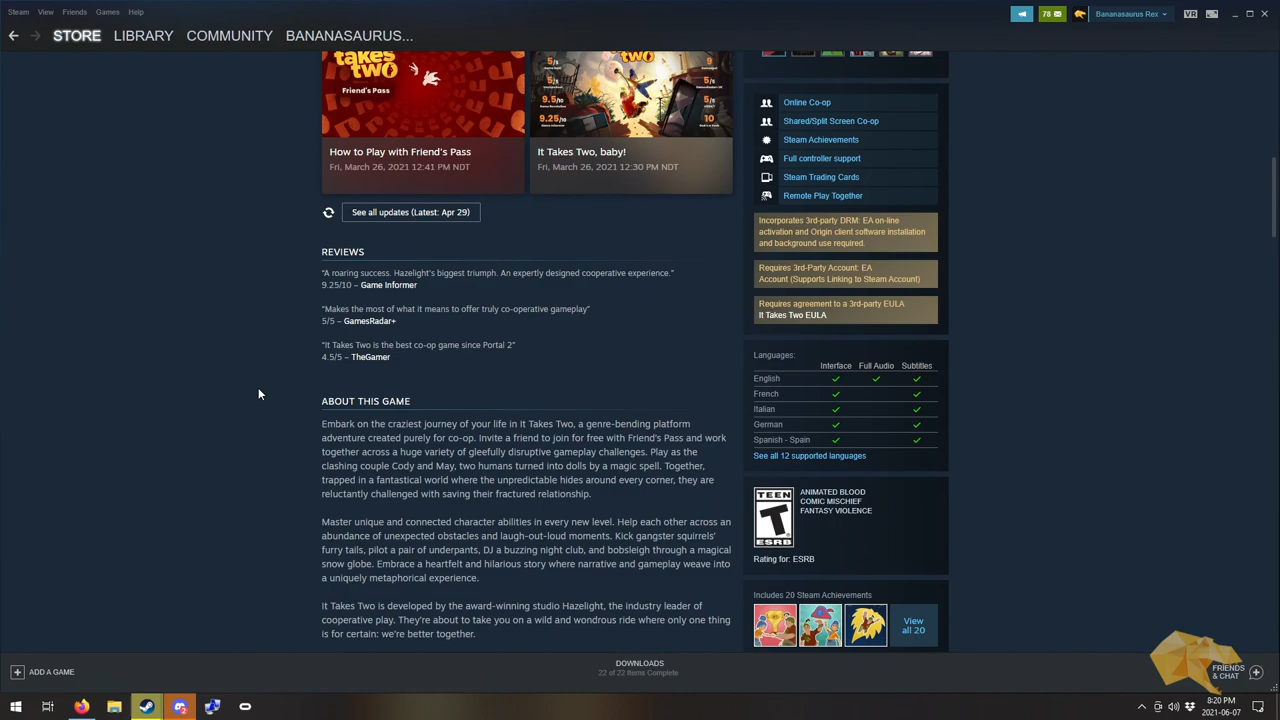 Steam View Friends Games Help
78 Bananasaurus Rex VR
STORE LIBRARY COMMUNITY BANANASAURUS...
takes
TWO
Friend's Pass
TWO
5/5
5/5
9.5/10
9.25/10
9
5/5
10
How to Play with Friend's Pass
Fri, March 26, 2021 12:41 PM NDT
It Takes Two, baby!
Fri, March 26, 2021 12:30 PM NDT
See all updates (Latest: Apr 29)
REVIEWS
“A roaring success. Hazelight's biggest triumph. An expertly designed cooperative experience.”
9.25/10 – Game Informer
“Makes the most of what it means to offer truly co-operative gameplay”
5/5 – GamesRadar+
“It Takes Two is the best co-op game since Portal 2”
4.5/5 – TheGamer
ABOUT THIS GAME
Embark on the craziest journey of your life in It Takes Two, a genre-bending platform
adventure created purely for co-op. Invite a friend to join for free with Friend's Pass and work
together across a huge variety of gleefully disruptive gameplay challenges. Play as the
clashing couple Cody and May, two humans turned into dolls by a magic spell. Together,
trapped in a fantastical world where the unpredictable hides around every corner, they are
reluctantly challenged with saving their fractured relationship.
Master unique and connected character abilities in every new level. Help each other across an
abundance of unexpected obstacles and laugh-out-loud moments. Kick gangster squirrels'
furry tails, pilot a pair of underpants, DJ a buzzing night club, and bobsleigh through a magical
snow globe. Embrace a heartfelt and hilarious story where narrative and gameplay weave into
a uniquely metaphorical experience.
It Takes Two is developed by the award-winning studio Hazelight, the industry leader of
cooperative play. They're about to take you on a wild and wondrous ride where only one thing
is for certain: we're better together.
Online Co-op
Shared/Split Screen Co-op
Steam Achievements
Full controller support
Steam Trading Cards
Remote Play Together
Incorporates 3rd-party DRM: EA on-line
activation and Origin client software installation
and background use required.
Requires 3rd-Party Account: EA
Account (Supports Linking to Steam Account)
Requires agreement to a 3rd-party EULA
It Takes Two EULA
Languages:
Interface Full Audio Subtitles
English ✓ ✓ ✓
French ✓ ✓
Italian ✓ ✓
German ✓ ✓
Spanish - Spain ✓ ✓
See all 12 supported languages
TEEN
T
ESRB
ANIMATED BLOOD
COMIC MISCHIEF
FANTASY VIOLENCE
Rating for: ESRB
Includes 20 Steam Achievements
View
all 20
ADD A GAME
DOWNLOADS
22 of 22 Items Complete
FRIENDS
& CHAT
8:20 PM
2021-06-07